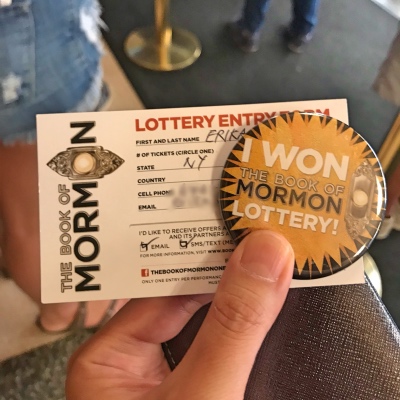 THE BOOK OF
MORMON
LOTTERY ENTRY FORM
FIRST AND LAST NAME ERIKA
# OF TICKETS (CIRCLE ONE)
STATE NY
COUNTRY
CELL PHONE
EMAIL
I'D LIKE TO RECEIVE OFFERS
AND ITS PARTNERS
EMAIL SMS/TEXT
FOR MORE INFORMATION, VISIT
THEBOOKOFMORMON
ONLY ONE ENTRY PER
I WON
THE BOOK OF
MORMON
LOTTERY!